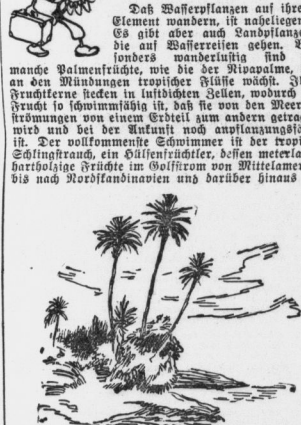 Daß Wasserpflanzen auf ihre
Element wandern, ist naheliegen
Es gibt aber auch Landpflanz
die auf Wasserreisen gehen. B
sonders wanderlustig sind
manche Palmenfrüchte, wie die der Nipapalme,
an den Mündungen tropischer Flüsse wächst. Ih
Fruchtkerne stecken in luftdichten Zellen, wodurch
Frucht so schwimmfähig ist, daß sie von den Meer
strömungen von einem Erdteil zum andern getrag
wird und bei der Ankunft noch anpflanzungsfä
ist. Der vollkommenste Schwimmer ist der tropi
Schlingstrauch, ein Hülsenfrüchtler, dessen meterla
hartholzige Früchte im Golfstrom von Mittelamer
bis nach Nordskandinavien und darüber hinaus